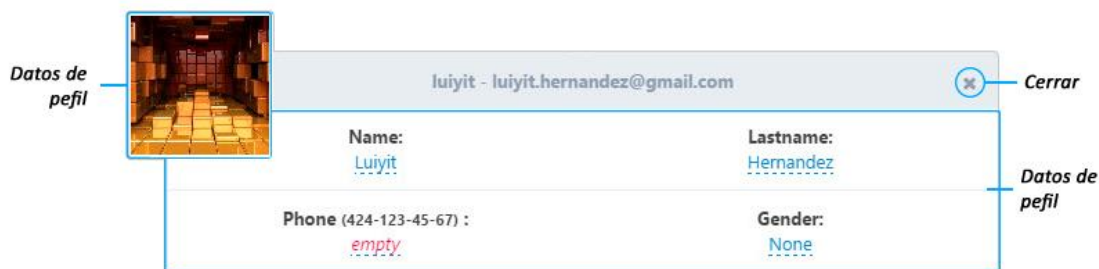 Datos de
pefil
luiyit - luiyit.hernandez@gmail.com
Cerrar
Name:
Luiyit
Lastname:
Hernandez
Datos de
pefil
Phone (424-123-45-67) :
empty
Gender:
None